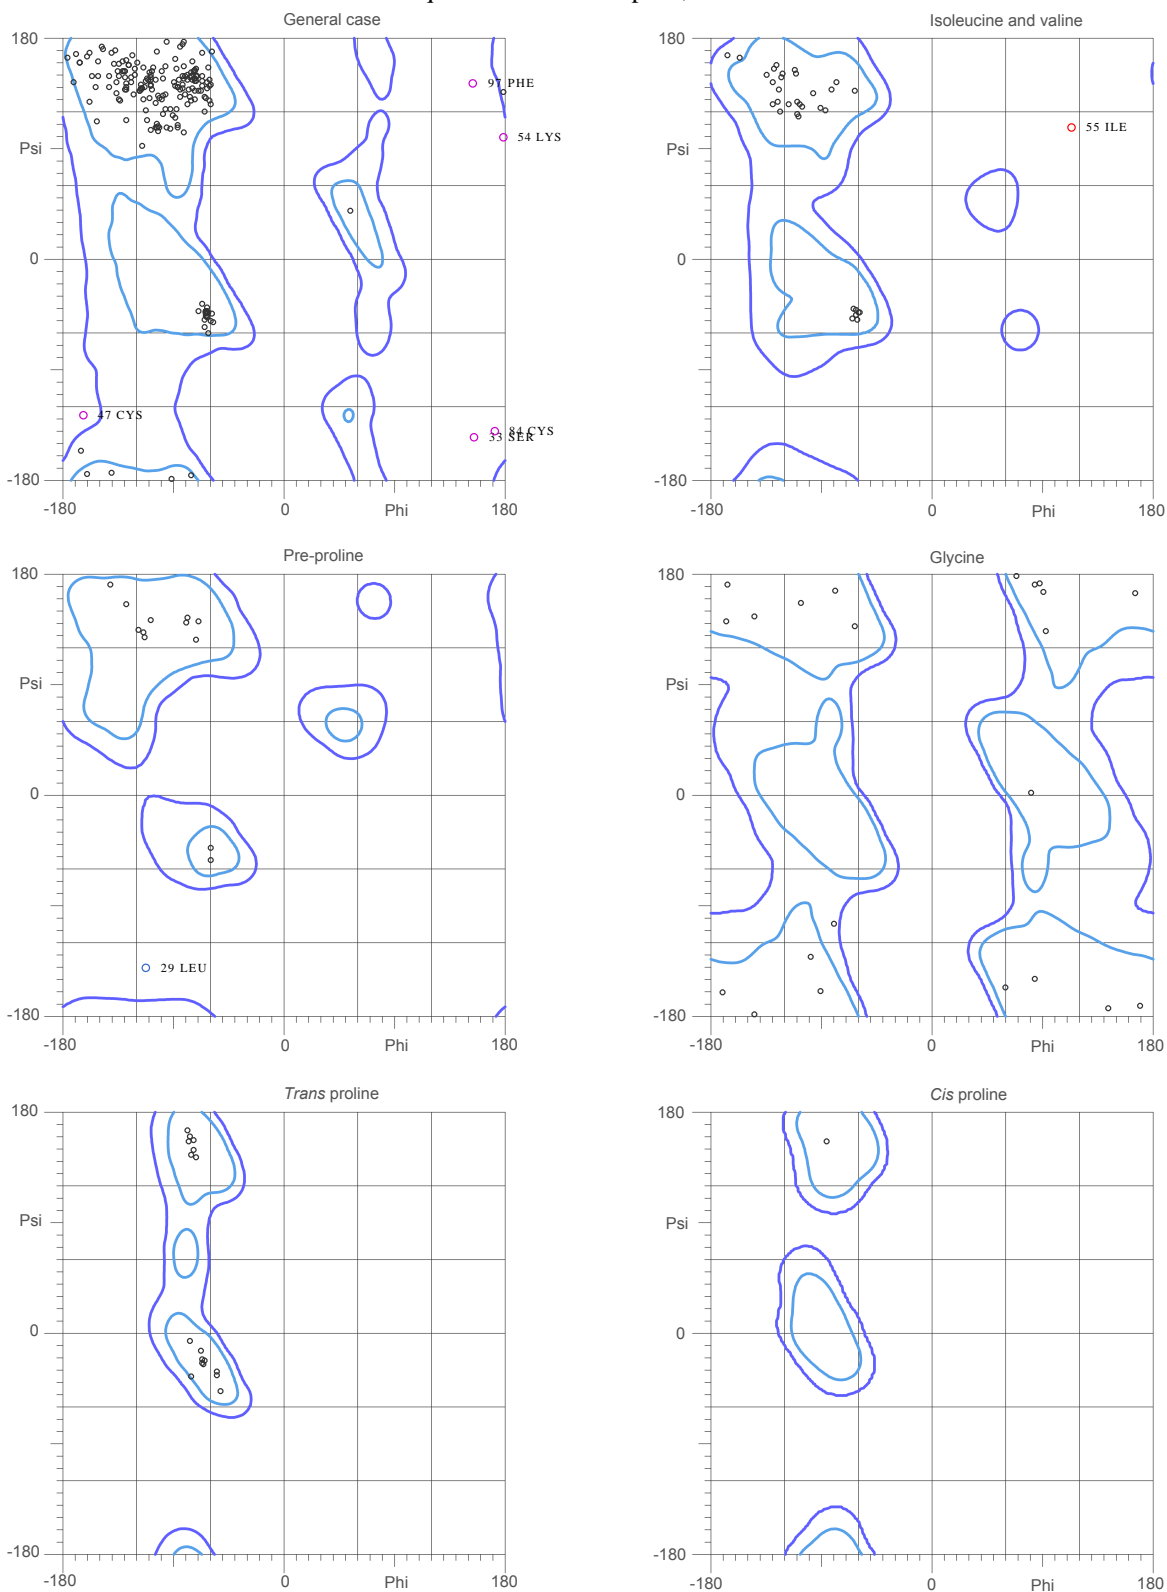 General case
180
Psi
0
-180
-180
0
Phi
180
97 PHE
54 LYS
47 CYS
84 CYS
33 SER
Isoleucine and valine
180
Psi
0
-180
-180
0
Phi
180
55 ILE
Pre-proline
180
Psi
0
-180
-180
0
Phi
180
29 LEU
Glycine
180
Psi
0
-180
-180
0
Phi
180
Trans proline
180
Psi
0
-180
-180
0
Phi
180
Cis proline
180
Psi
0
-180
-180
0
Phi
180